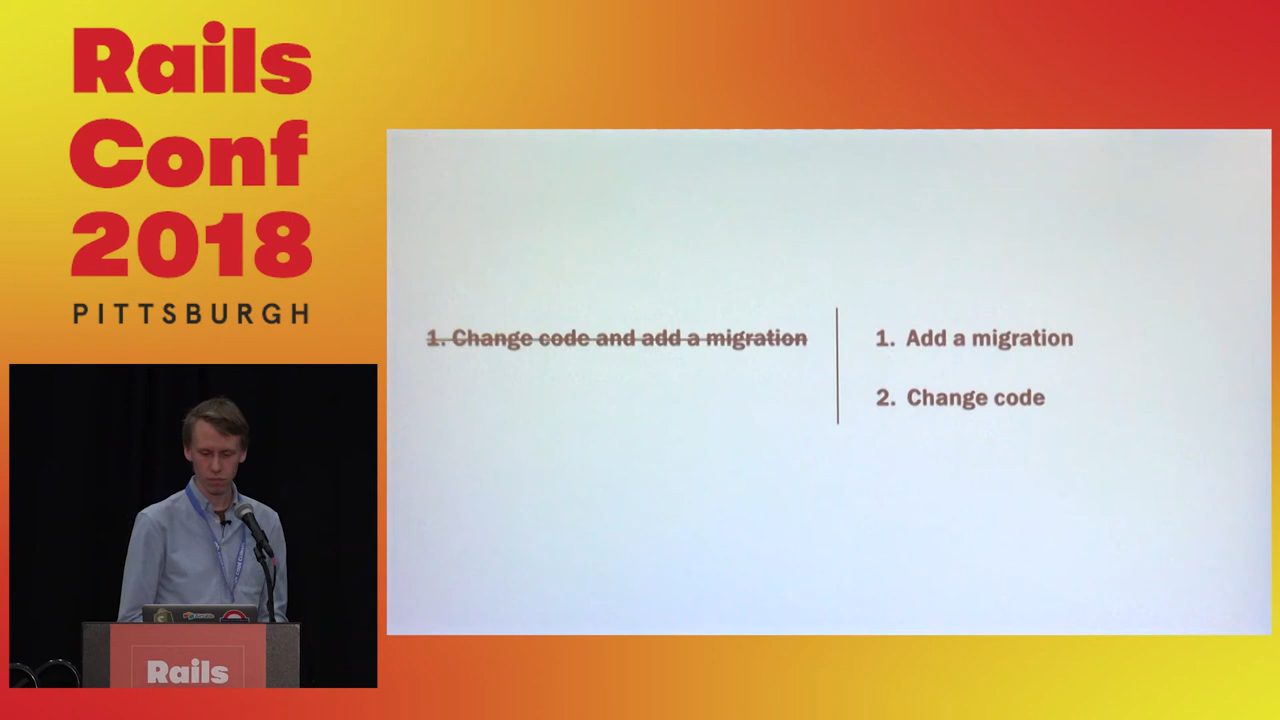 Rails
Conf
2018
PITTSBURGH
1. Change code and add a migration
1. Add a migration
2. Change code
Rails